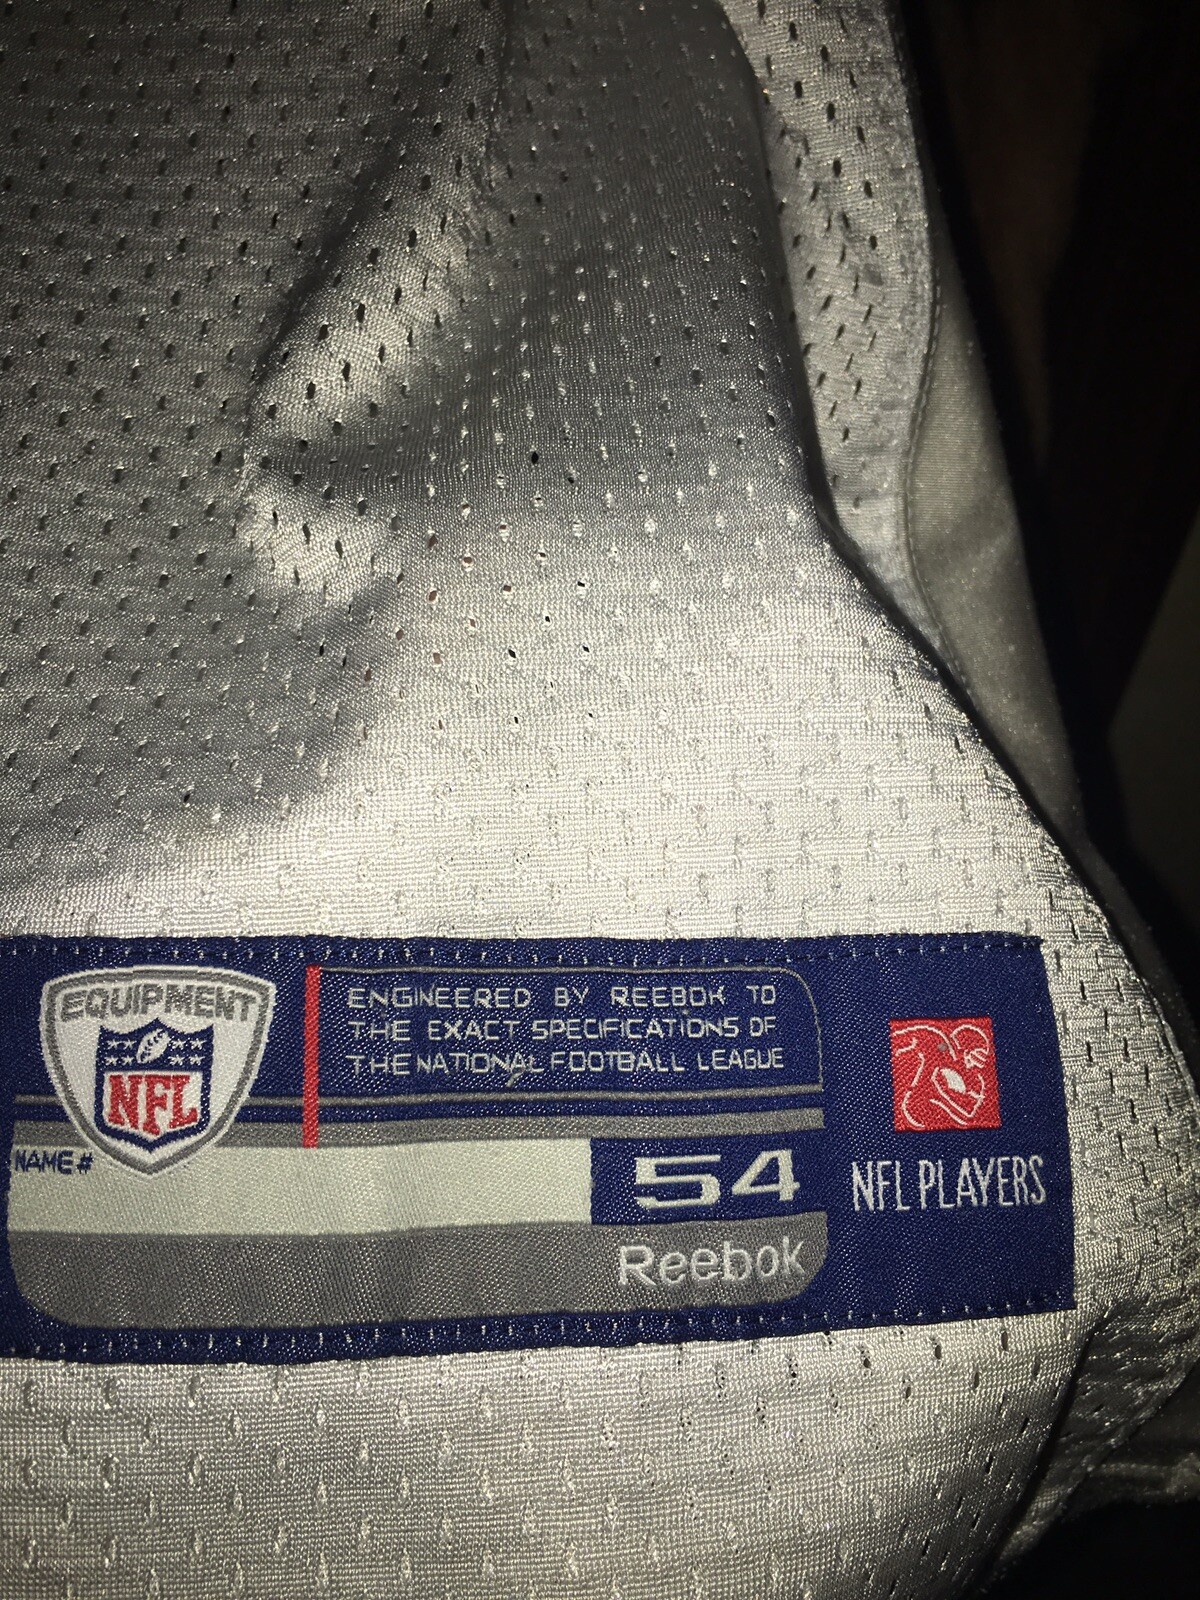 EQUIPMENT
NFL
ENGINEERED BY REEBOK TO
THE EXACT SPECIFICATIONS OF
THE NATIONAL FOOTBALL LEAGUE
NAME #
54
Reebok
NFL PLAYERS